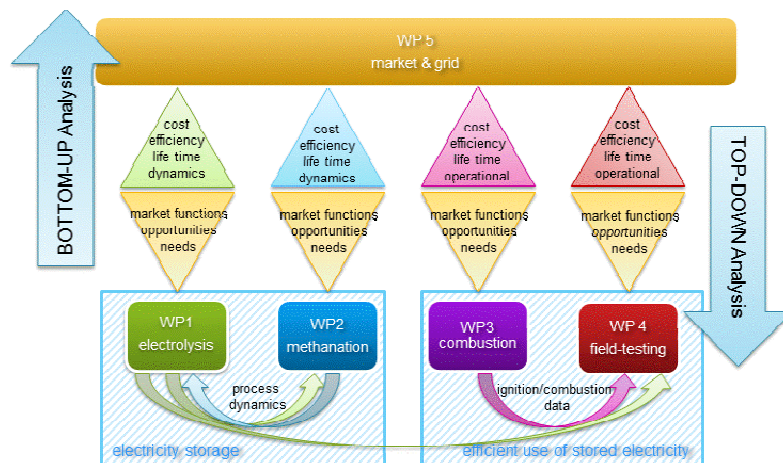 WP 5
market & grid
BOTTOM-UP Analysis
cost
efficiency
life time
dynamics
cost
efficiency
life time
dynamics
cost
efficiency
life time
operational
cost
efficiency
life time
operational
TOP-DOWN Analysis
market functions
opportunities
needs
market functions
opportunities
needs
market functions
opportunities
needs
market functions
opportunities
needs
WP1
electrolysis
WP2
methanation
WP3
combustion
WP 4
field-testing
process
dynamics
ignition/combustion
data
electricity storage
efficient use of stored electricity